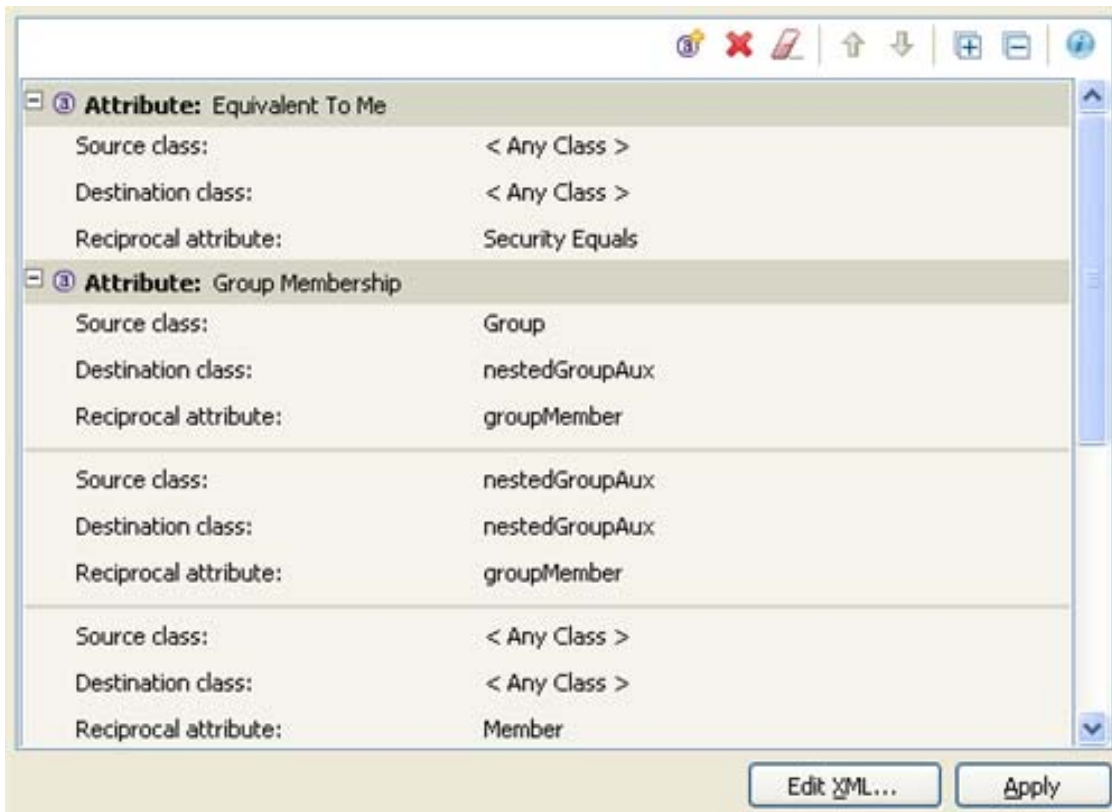 Attribute: Equivalent To Me
Source class: < Any Class >
Destination class: < Any Class >
Reciprocal attribute: Security Equals
Attribute: Group Membership
Source class: Group
Destination class: nestedGroupAux
Reciprocal attribute: groupMember
Source class: nestedGroupAux
Destination class: nestedGroupAux
Reciprocal attribute: groupMember
Source class: < Any Class >
Destination class: < Any Class >
Reciprocal attribute: Member
Edit XML... Apply